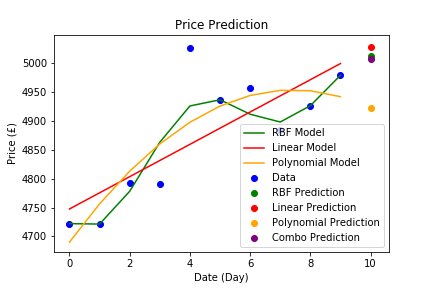 Price Prediction
5000
4950
4900
4850
4800
4750
4700
Price (£)
0
2
4
6
8
10
Date (Day)
RBF Model
Linear Model
Polynomial Model
Data
RBF Prediction
Linear Prediction
Polynomial Prediction
Combo Prediction